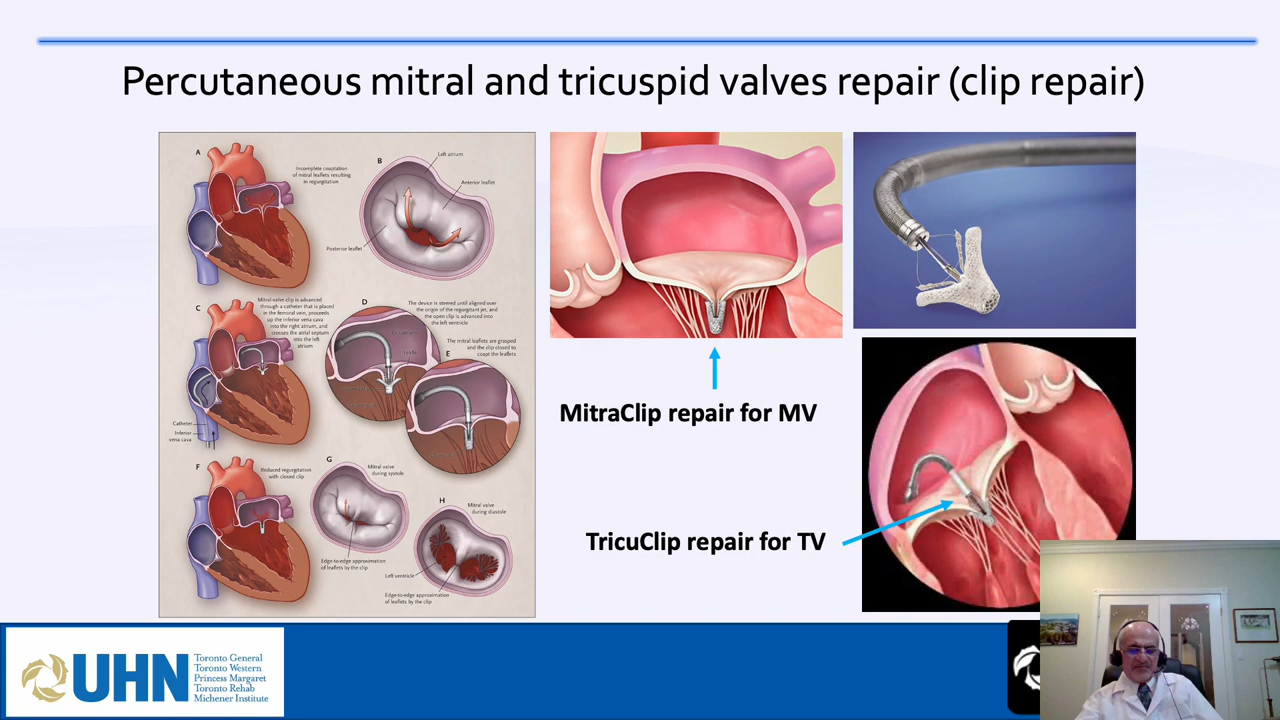 Percutaneous mitral and tricuspid valves repair (clip repair)
A
Incomplete coaptation
of mitral leaflets resulting
in regurgitation
B
Left atrium
Anterior leaflet
Posterior leaflet
C
Mitral-valve clip is advanced
through a catheter that is placed
in the femoral vein, proceeds
up the inferior vena cava
into the right atrium, and
crosses the atrial septum
into the left
atrium
Catheter
Inferior
vena cava
D
The device is steered until aligned over
the origin of the regurgitant jet, and
the open clip is advanced into
the left ventricle
E
The mitral leaflets are grasped
and the clip closed to
coapt the leaflets
F
Reduced regurgitation
with closed clip
G
Mitral valve
during systole
Edge-to-edge approximation
of leaflets by the clip
H
Mitral valve
during diastole
Left ventricle
Edge-to-edge approximation
of leaflets by the clip
MitraClip repair for MV
TricuClip repair for TV
UHN
Toronto General
Toronto Western
Princess Margaret
Toronto Rehab
Michener Institute